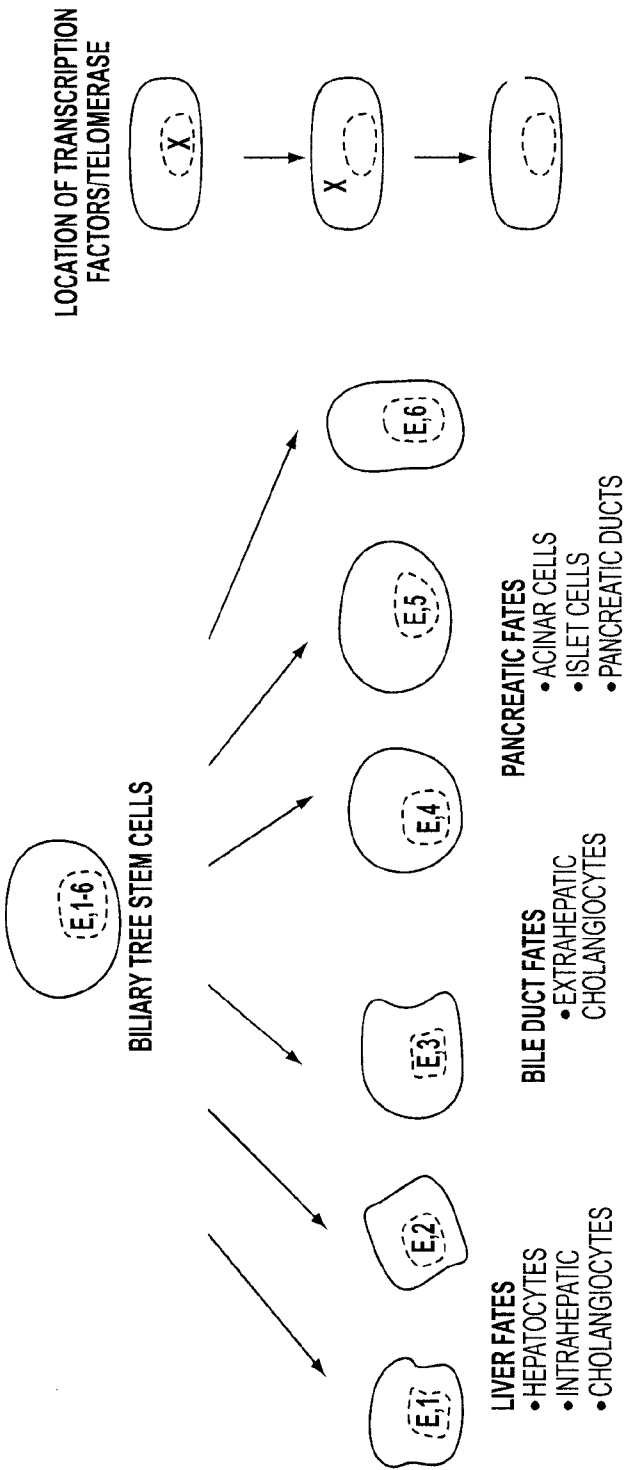 E,1-6
BILIARY TREE STEM CELLS
E,1
E,2
E,3
E,4
E,5
E,6
LIVER FATES
• HEPATOCYTES
• INTRAHEPATIC
• CHOLANGIOCYTES
BILE DUCT FATES
• EXTRAHEPATIC
CHOLANGIOCYTES
PANCREATIC FATES
• ACINAR CELLS
• ISLET CELLS
• PANCREATIC DUCTS
LOCATION OF TRANSCRIPTION
FACTORS/TELOMERASE
X
X